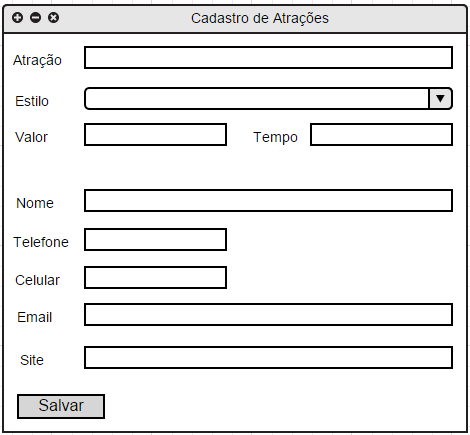 Cadastro de Atrações
Atração
Estilo
Valor Tempo
Nome
Telefone
Celular
Email
Site
Salvar